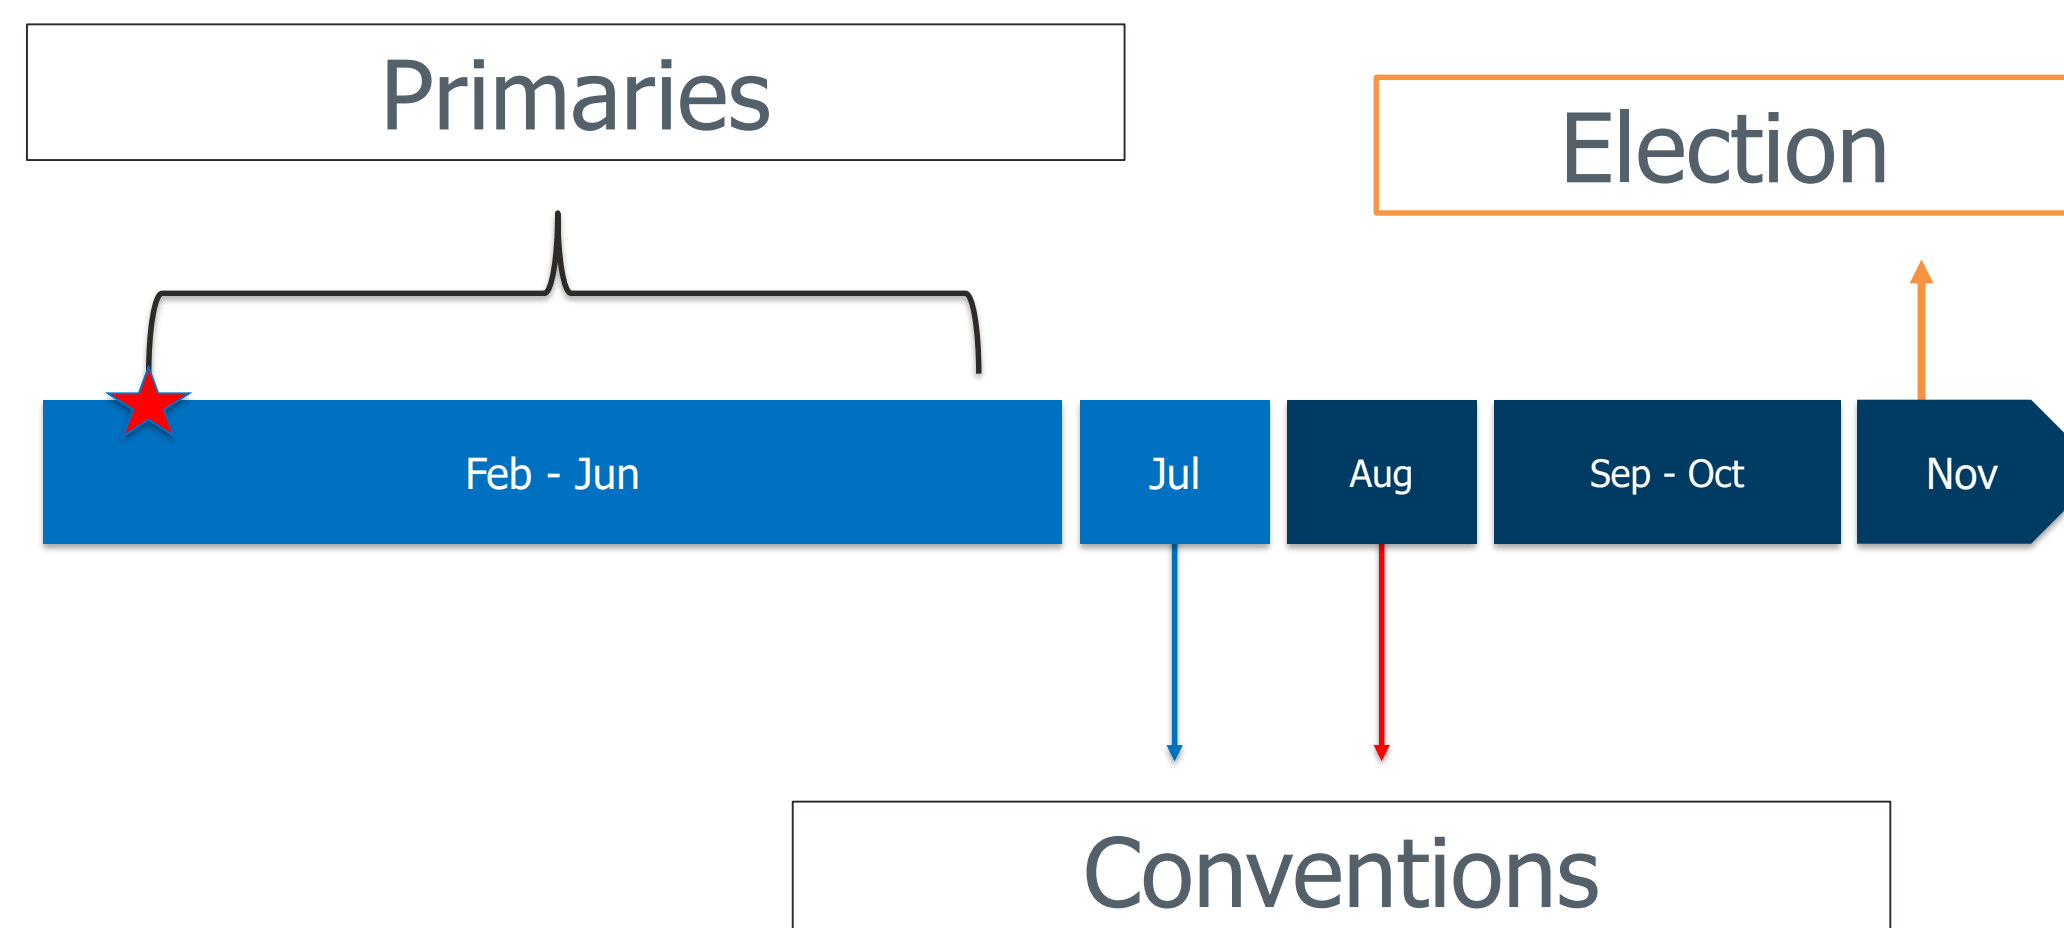 Primaries
Election
Feb - Jun
Jul
Aug
Sep - Oct
Nov
Conventions